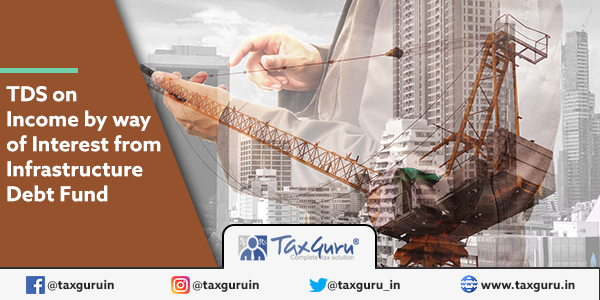 TDS on
Income by way
of Interest from
Infrastructure
Debt Fund
TaxGuru®
Complete tax solution
@taxguruin
@taxguruin
@taxguru_in
www.taxguru.in